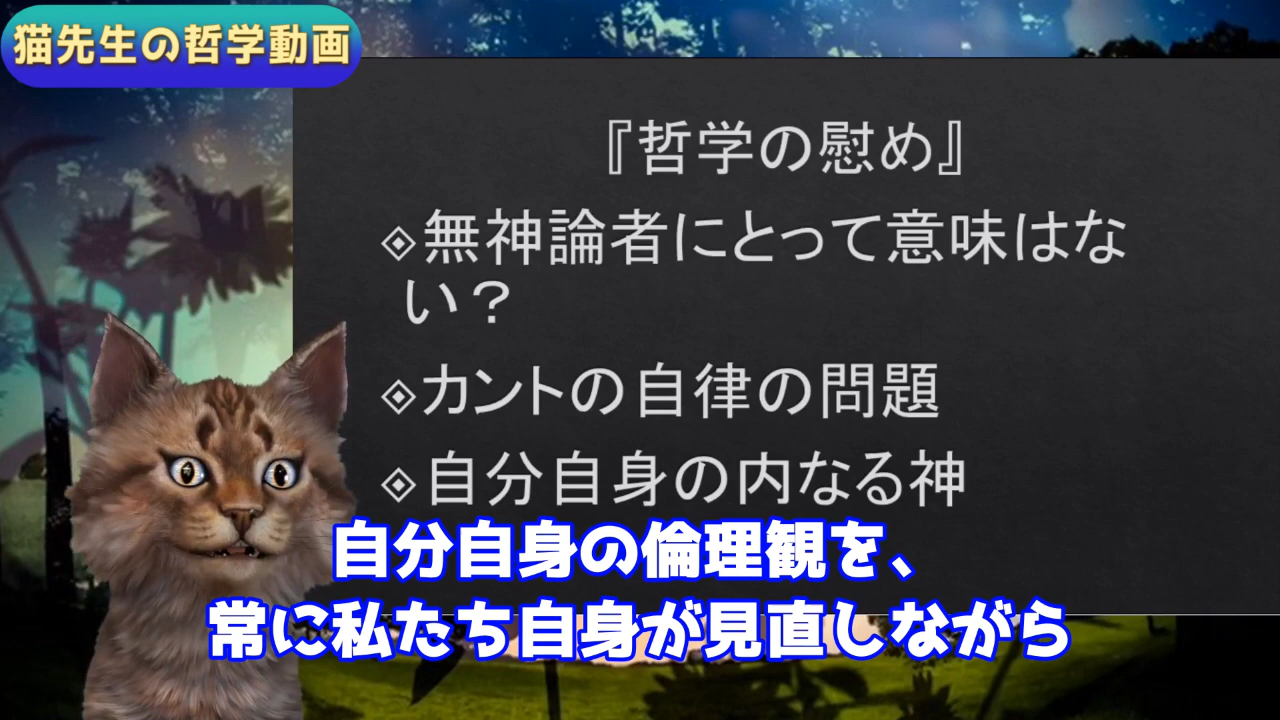 猫先生の哲学動画
『哲学の慰め』
無神論者にとって意味はな
い？
カントの自律の問題
自分自身の内なる神
自分自身の倫理観を、
常に私たち自身が見直しながら